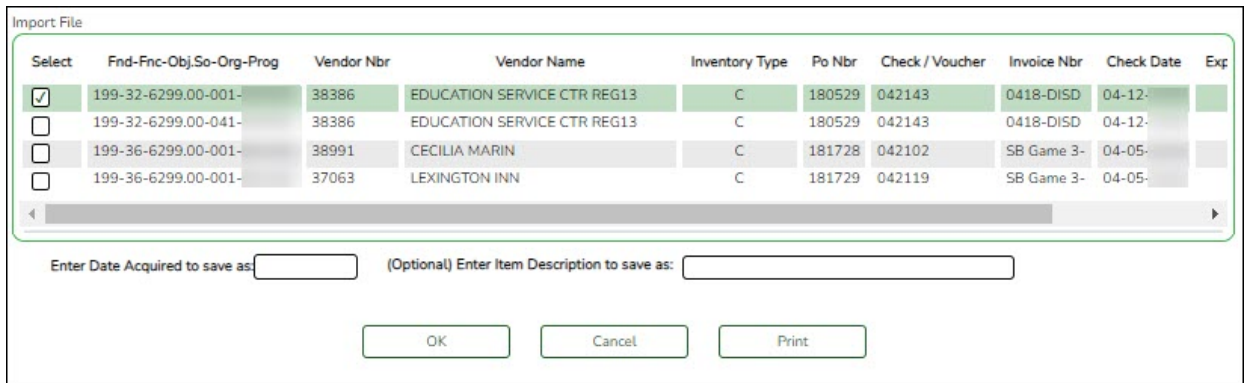 Import File
Select Fnd-Fnc-Obj.So-Org-Prog Vendor Nbr Vendor Name Inventory Type Po Nbr Check / Voucher Invoice Nbr Check Date Exp
199-32-6299.00-001- 38386 EDUCATION SERVICE CTR REG13 C 180529 042143 0418-DISD 04-12-
199-32-6299.00-041- 38386 EDUCATION SERVICE CTR REG13 C 180529 042143 0418-DISD 04-12-
199-36-6299.00-001- 38991 CECILIA MARIN C 181728 042102 SB Game 3- 04-05-
199-36-6299.00-001- 37063 LEXINGTON INN C 181729 042119 SB Game 3- 04-05-
Enter Date Acquired to save as: (Optional) Enter Item Description to save as:
OK Cancel Print